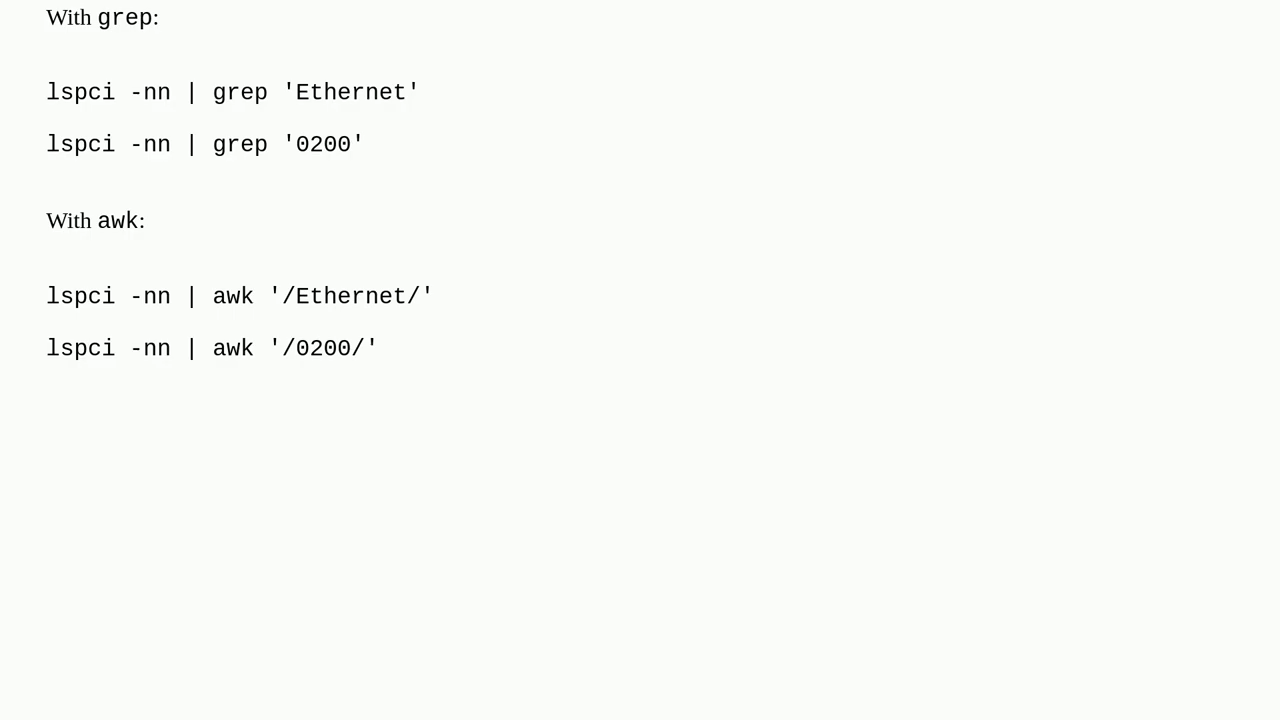 With grep:
lspci -nn | grep 'Ethernet'
lspci -nn | grep '0200'
With awk:
lspci -nn | awk '/Ethernet/'
lspci -nn | awk '/0200/'